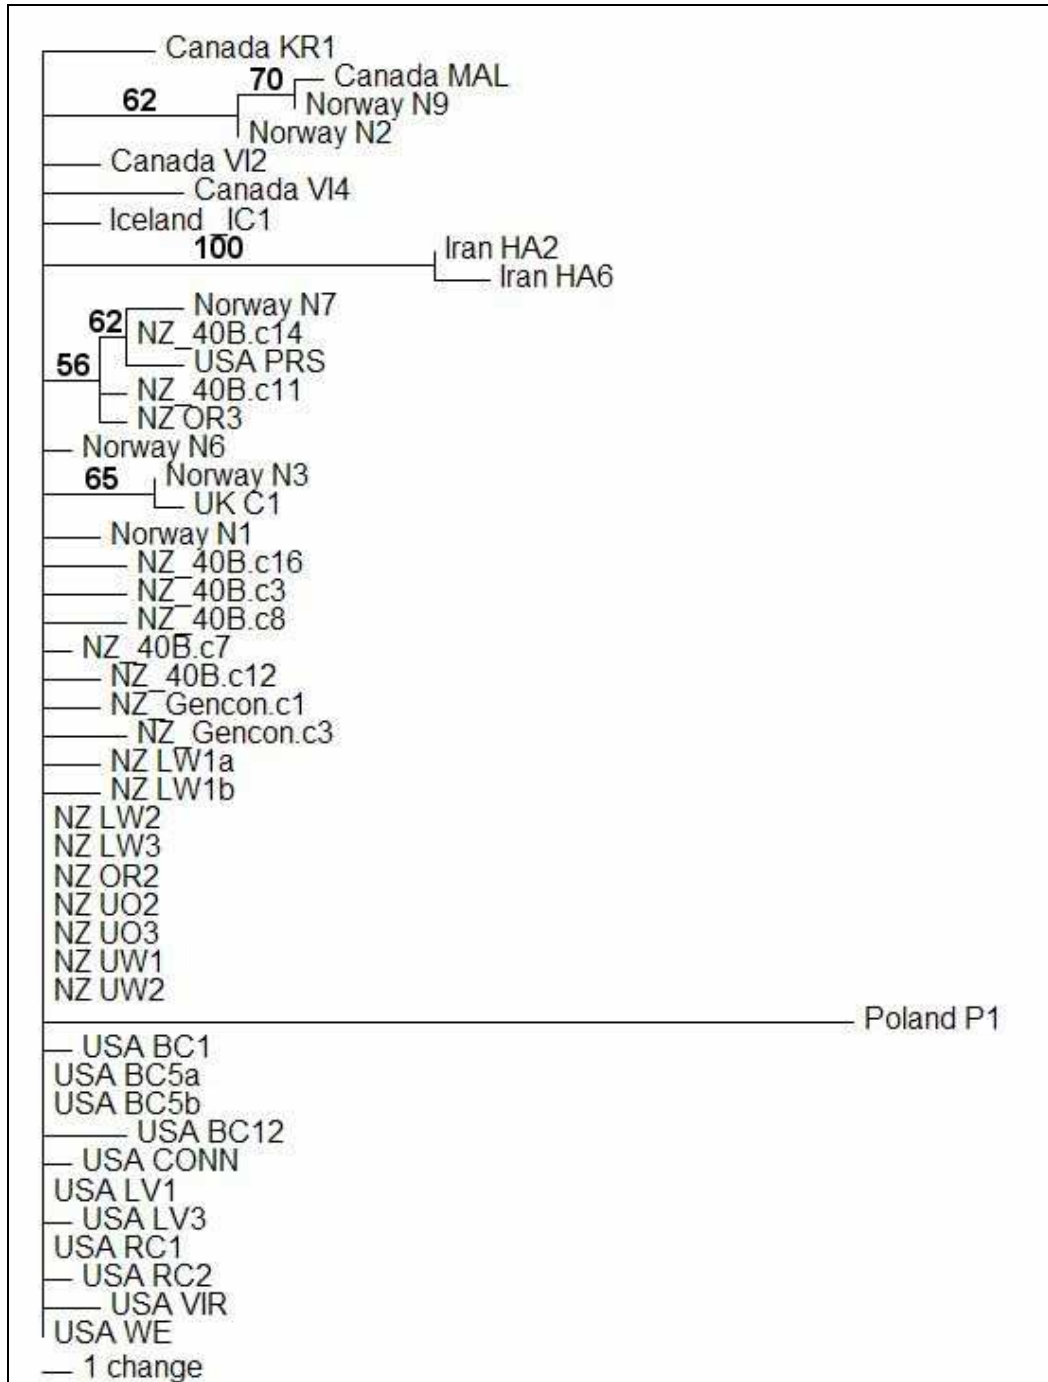 Canada KR1
70
Canada MAL
62
Norway N9
Norway N2
Canada VI2
Canada VI4
Iceland_IC1
100
Iran HA2
Iran HA6
Norway N7
62
NZ_40B.c14
USA PRS
56
NZ_40B.c11
NZ OR3
Norway N6
65
Norway N3
UK C1
Norway N1
NZ_40B.c16
NZ_40B.c3
NZ_40B.c8
NZ_40B.c7
NZ_40B.c12
NZ_Gencon.c1
NZ_Gencon.c3
NZ LW1a
NZ LW1b
NZ LW2
NZ LW3
NZ OR2
NZ UO2
NZ UO3
NZ UW1
NZ UW2
Poland P1
USA BC1
USA BC5a
USA BC5b
USA BC12
USA CONN
USA LV1
USA LV3
USA RC1
USA RC2
USA VIR
USA WE
1 change